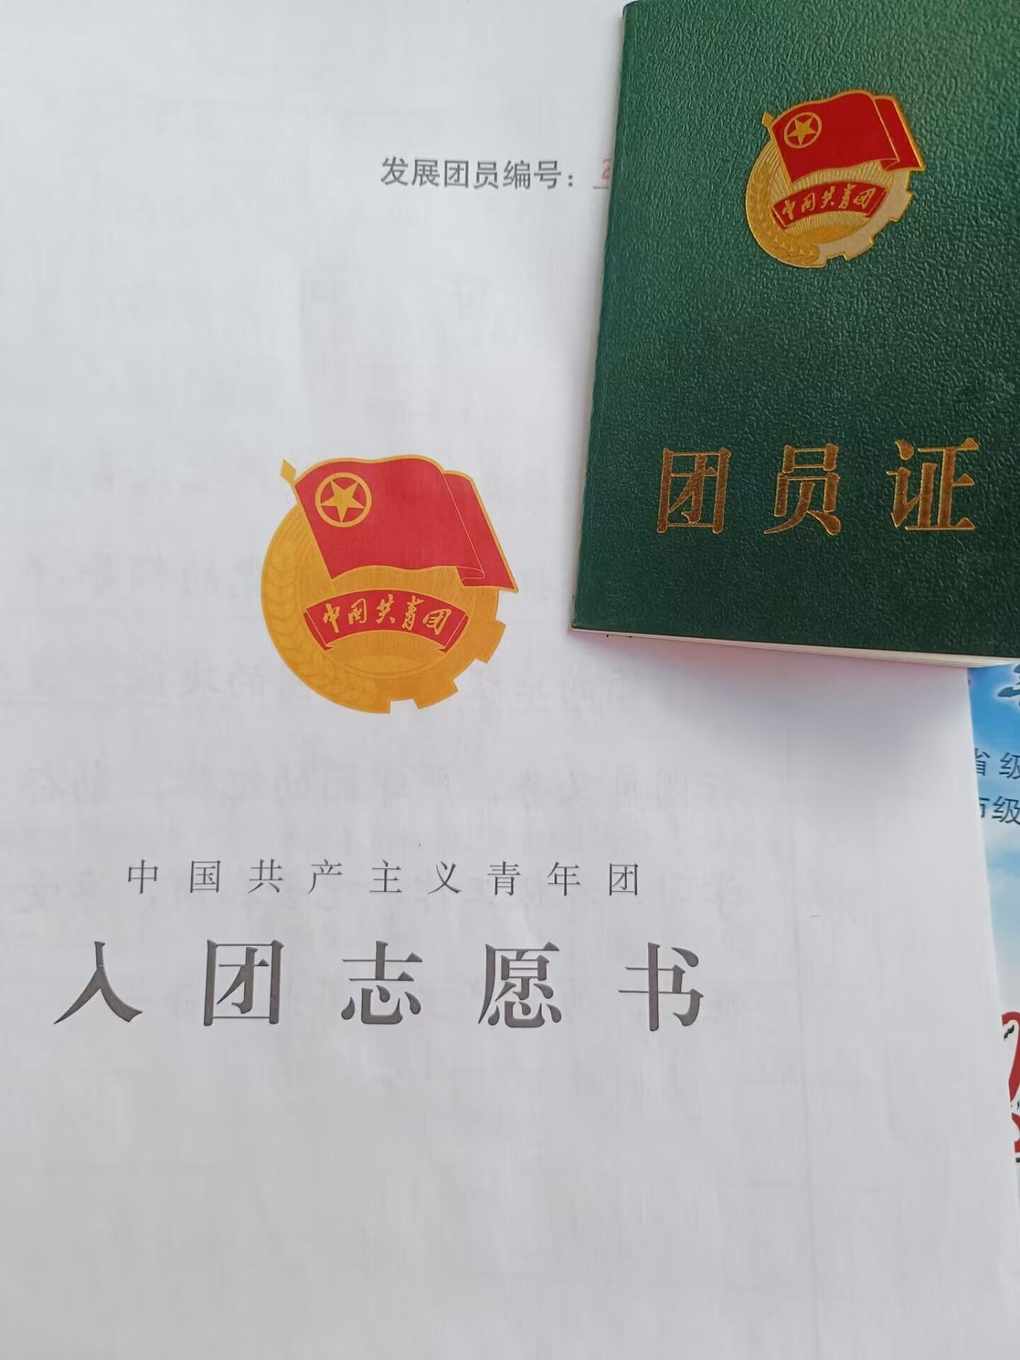 发展团员编号：
中国共青团
团员证
中国共青团
中国共产主义青年团
入团志愿书
省级
市级